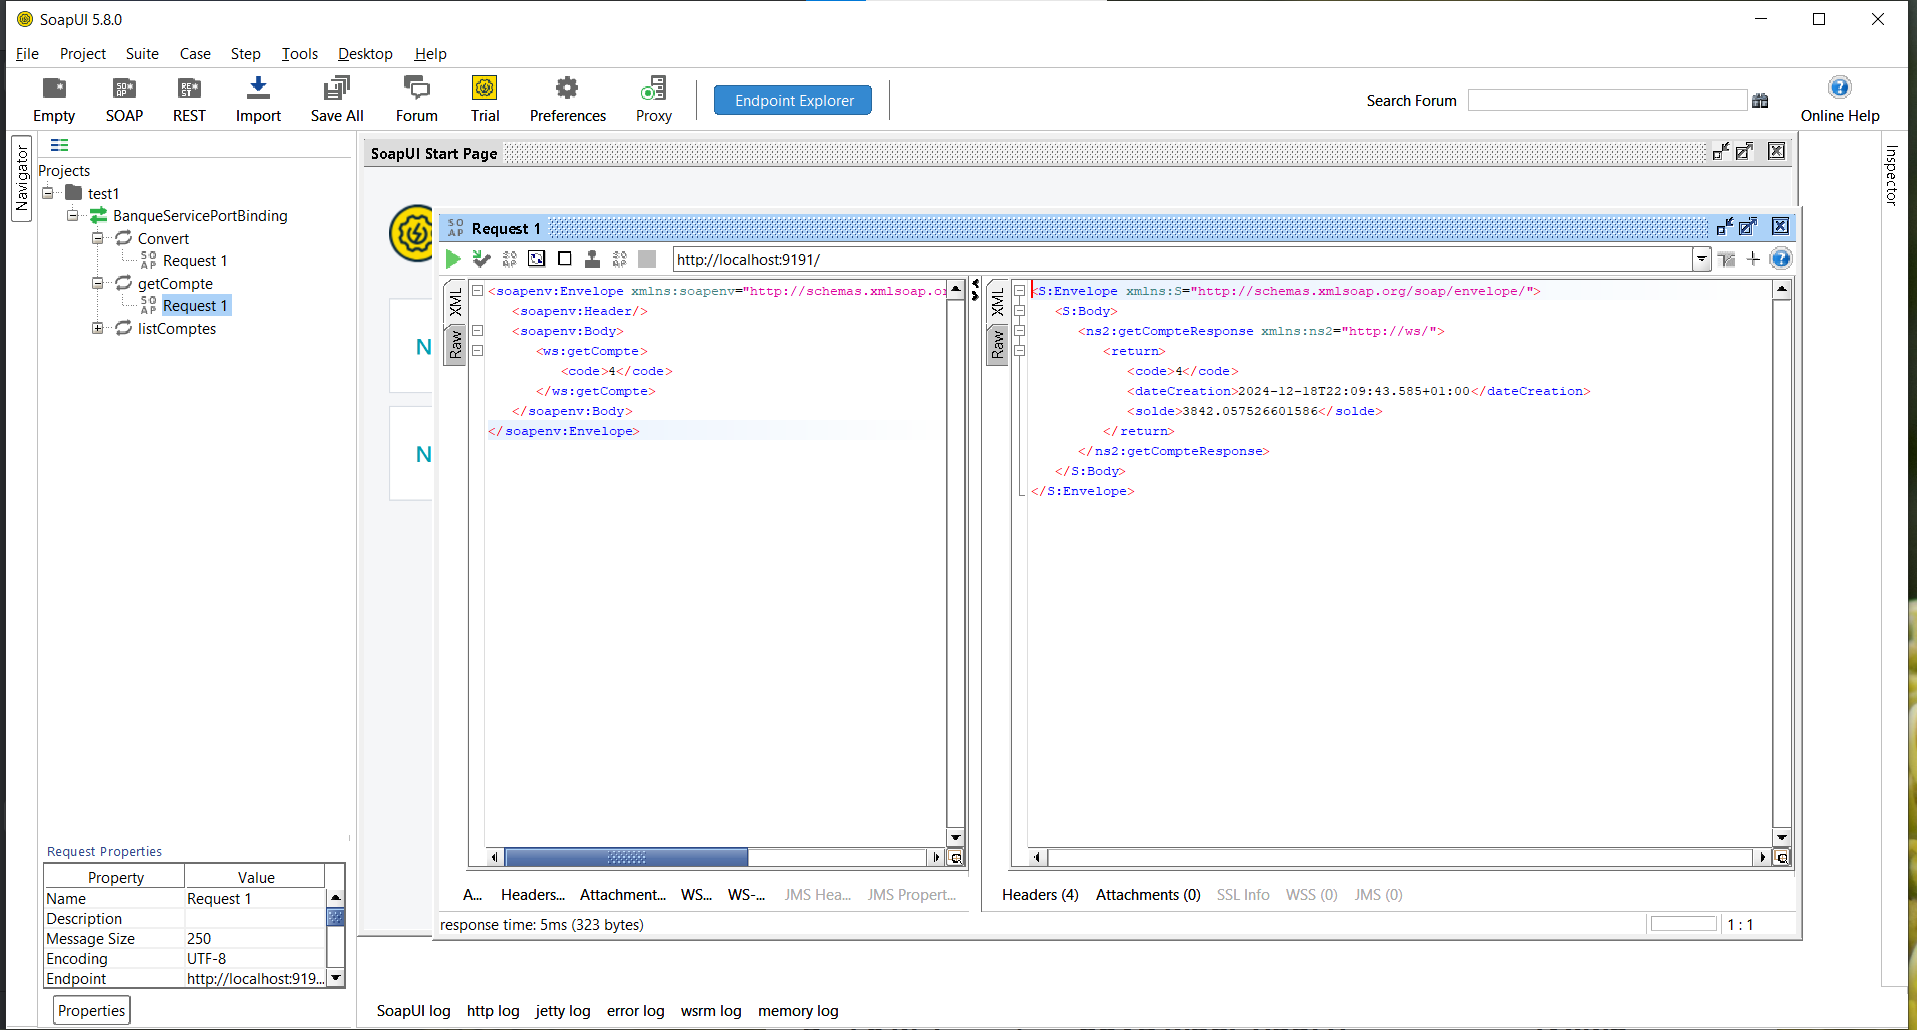 SoapUI 5.8.0
File Project Suite Case Step Tools Desktop Help
Empty SOAP REST Import Save All Forum Trial Preferences Proxy Endpoint Explorer Search Forum Online Help
Navigator
Inspector
Projects
test1
BanqueServicePortBinding
Convert
Request 1
getCompte
Request 1
listComptes
SoapUI Start Page
Request 1
http://localhost:9191/
XML
Raw
<soapenv:Envelope xmlns:soapenv="http://schemas.xmlsoap.or
<soapenv:Header/>
<soapenv:Body>
<ws:getCompte>
<code>4</code>
</ws:getCompte>
</soapenv:Body>
</soapenv:Envelope>
XML
Raw
<S:Envelope xmlns:S="http://schemas.xmlsoap.org/soap/envelope/">
<S:Body>
<ns2:getCompteResponse xmlns:ns2="http://ws/">
<return>
<code>4</code>
<dateCreation>2024-12-18T22:09:43.585+01:00</dateCreation>
<solde>3842.057526601586</solde>
</return>
</ns2:getCompteResponse>
</S:Body>
</S:Envelope>
N
N
A... Headers... Attachment... WS... WS-... JMS Hea... JMS Propert...
Headers (4) Attachments (0) SSL Info WSS (0) JMS (0)
response time: 5ms (323 bytes)
1 : 1
Request Properties
Property Value
Name Request 1
Description
Message Size 250
Encoding UTF-8
Endpoint http://localhost:919...
Properties
SoapUI log http log jetty log error log wsrm log memory log